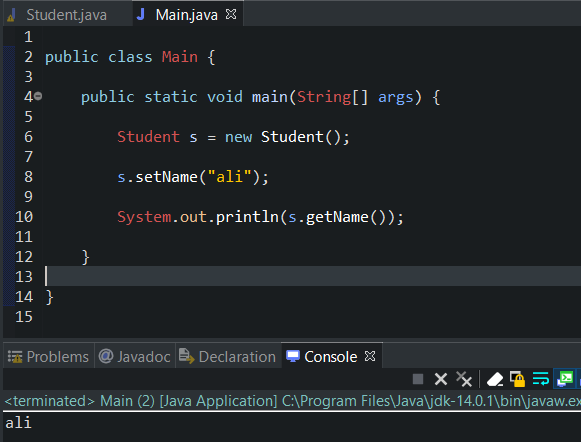 Student.java Main.java
1
2 public class Main {
3
4 public static void main(String[] args) {
5
6 Student s = new Student();
7
8 s.setName("ali");
9
10 System.out.println(s.getName());
11
12 }
13
14 }
15
Problems @ Javadoc Declaration Console
<terminated> Main (2) [Java Application] C:\Program Files\Java\jdk-14.0.1\bin\javaw.ex
ali